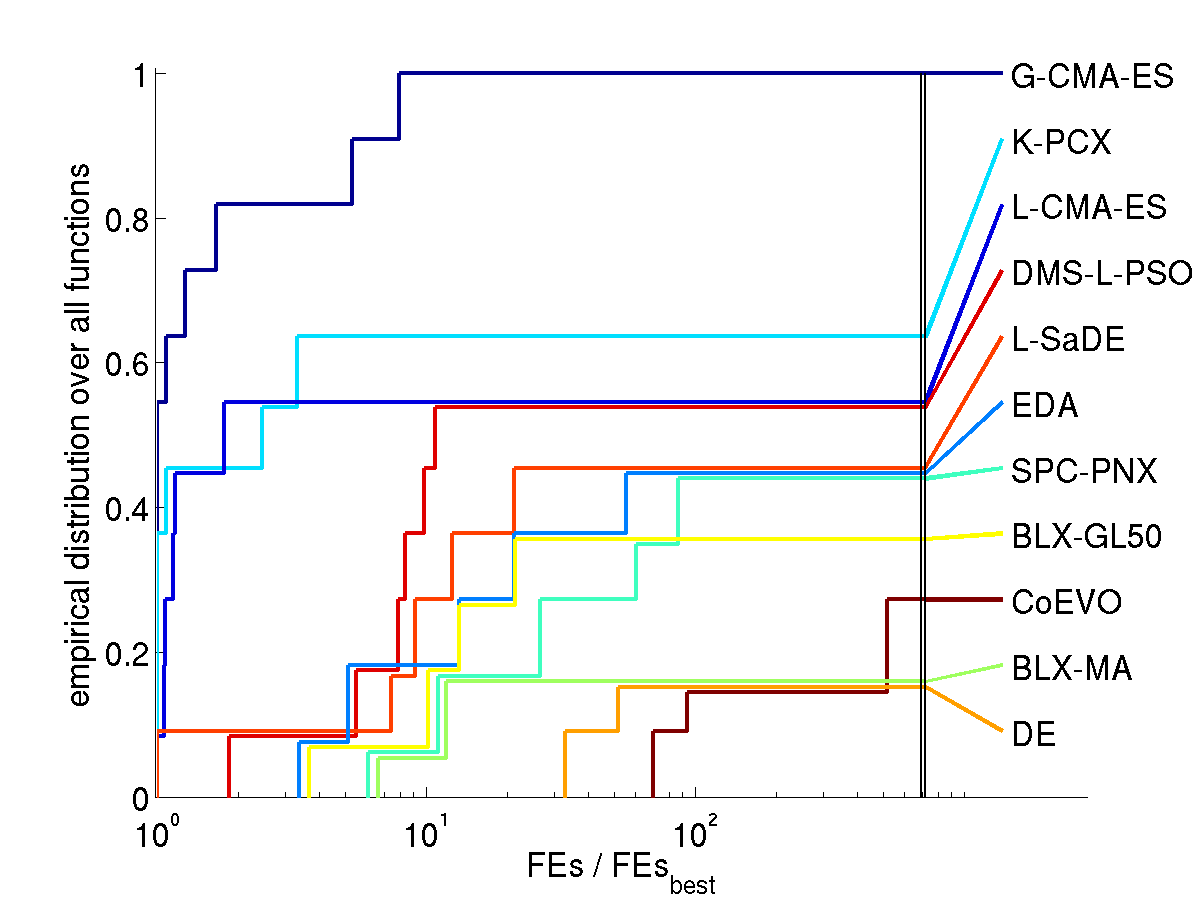 1
0.8
0.6
0.4
0.2
0
empirical distribution over all functions
10^0
10^1
10^2
FEs / FEs_best
G-CMA-ES
K-PCX
L-CMA-ES
DMS-L-PSO
L-SaDE
EDA
SPC-PNX
BLX-GL50
CoEVO
BLX-MA
DE